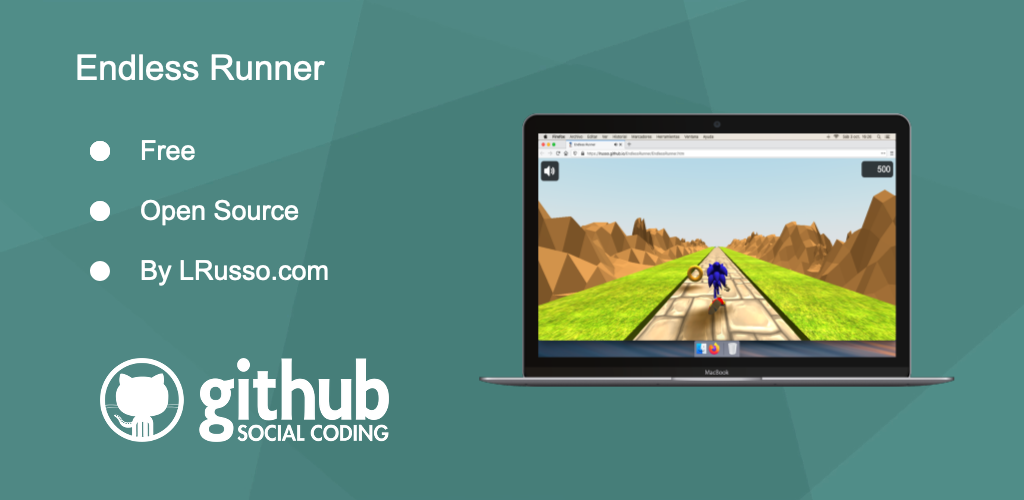 Endless Runner
Free
Open Source
By LRusso.com
github
SOCIAL CODING
500
MacBook